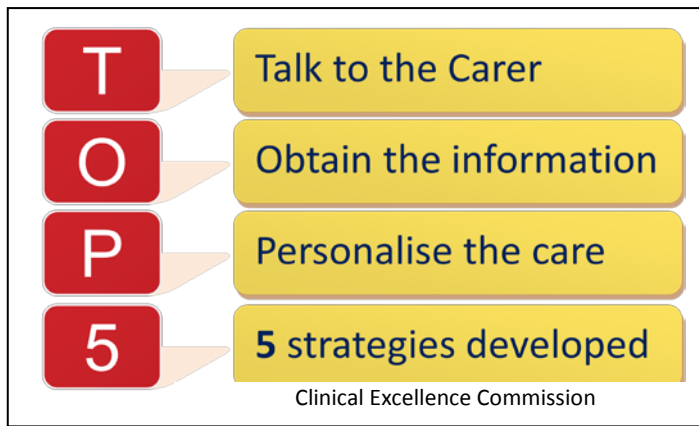 T Talk to the Carer
O Obtain the information
P Personalise the care
5 5 strategies developed
Clinical Excellence Commission